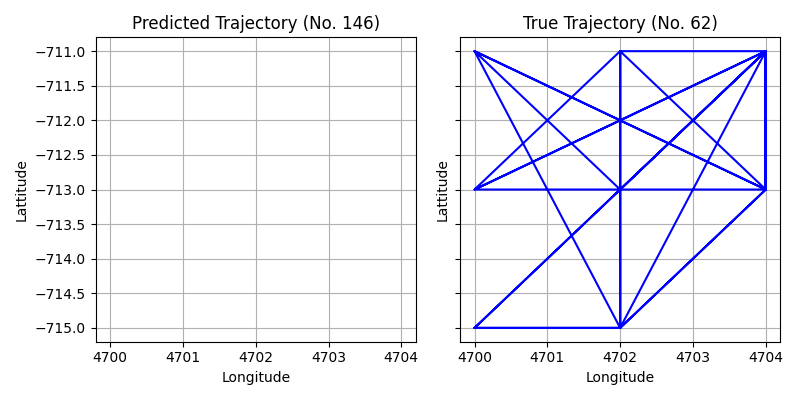 Predicted Trajectory (No. 146)
True Trajectory (No. 62)
Lattitude
−711.0
−711.5
−712.0
−712.5
−713.0
−713.5
−714.0
−714.5
−715.0
4700 4701 4702 4703 4704
Longitude
Lattitude
4700 4701 4702 4703 4704
Longitude